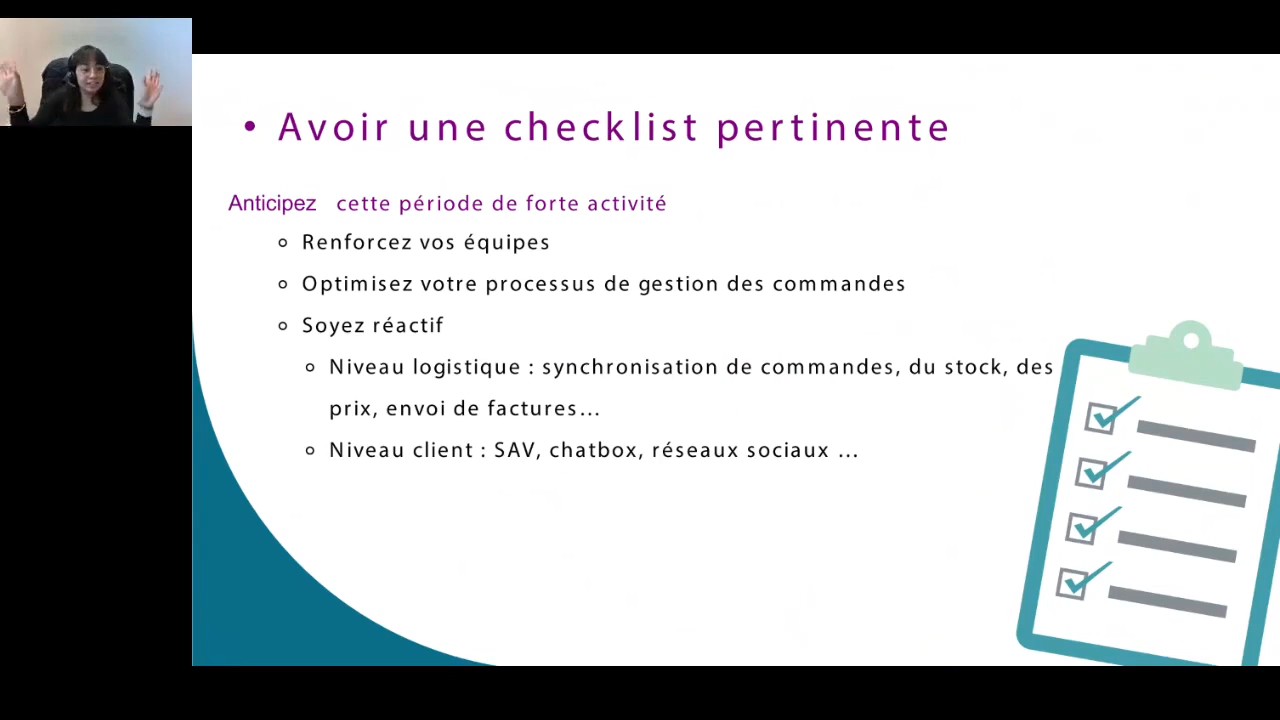 • Avoir une checklist pertinente
Anticipez cette période de forte activité
Renforcez vos équipes
Optimisez votre processus de gestion des commandes
Soyez réactif
Niveau logistique : synchronisation de commandes, du stock, des
prix, envoi de factures…
Niveau client : SAV, chatbox, réseaux sociaux …